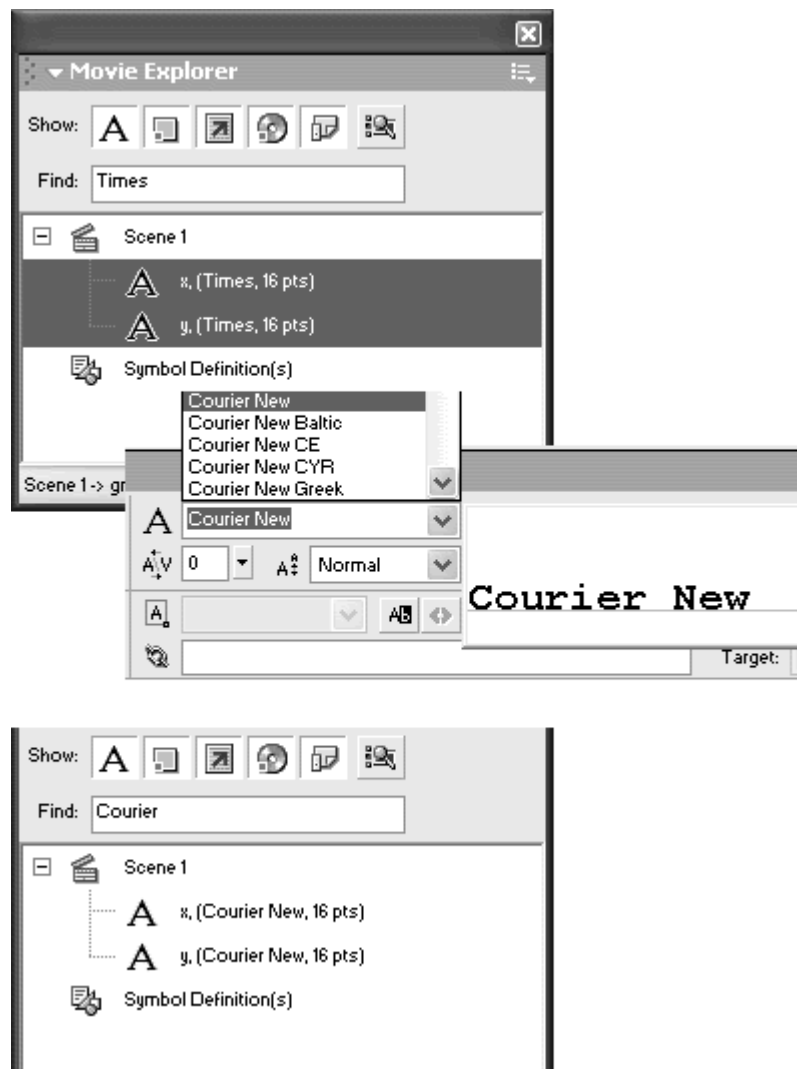 Movie Explorer
Show: A
Find: Times
Scene 1
A x, (Times, 16 pts)
A y, (Times, 16 pts)
Symbol Definition(s)
Courier New
Courier New Baltic
Courier New CE
Courier New CYR
Courier New Greek
Scene 1-> gr
A Courier New
A\V 0 A Normal
Courier New
A AB
Target:
Show: A
Find: Courier
Scene 1
A x, (Courier New, 16 pts)
A y, (Courier New, 16 pts)
Symbol Definition(s)